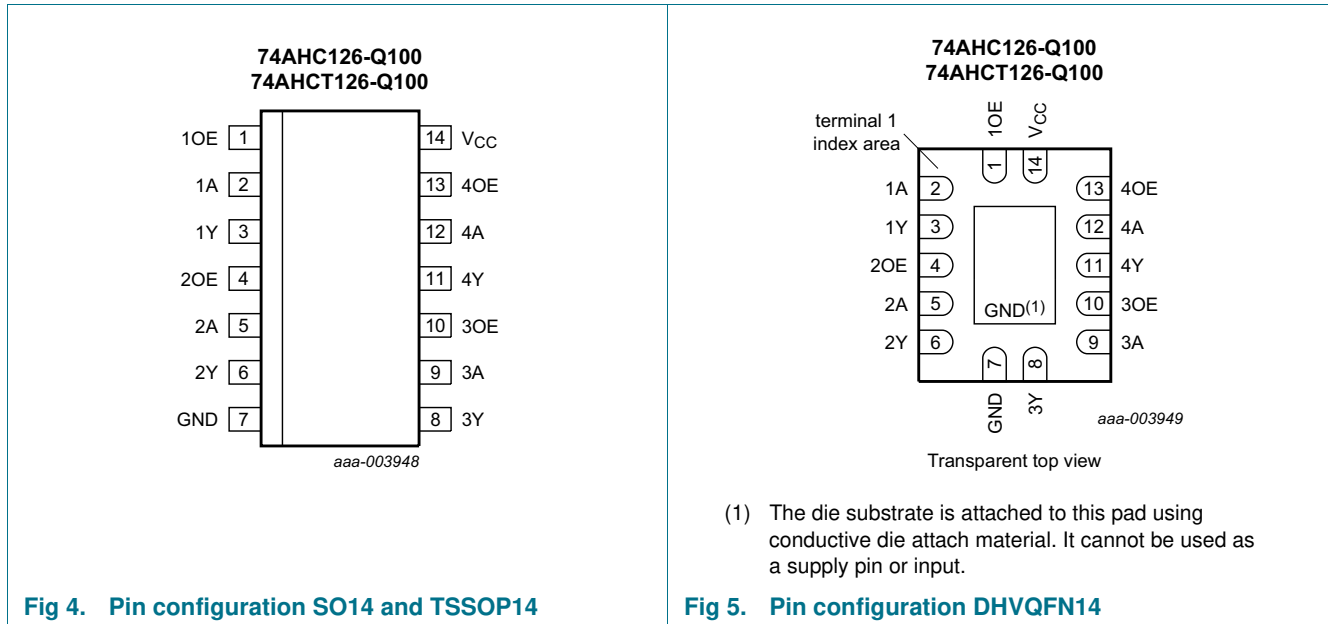 74AHC126-Q100
74AHCT126-Q100
1OE 1
1A 2
1Y 3
2OE 4
2A 5
2Y 6
GND 7
14 VCC
13 4OE
12 4A
11 4Y
10 3OE
9 3A
8 3Y
aaa-003948
Fig 4. Pin configuration SO14 and TSSOP14
74AHC126-Q100
74AHCT126-Q100
terminal 1
index area
1OE
VCC
1
14
1A 2
1Y 3
2OE 4
2A 5
2Y 6
13 4OE
12 4A
11 4Y
10 3OE
9 3A
GND(1)
7
8
GND
3Y
aaa-003949
Transparent top view
(1) The die substrate is attached to this pad using
conductive die attach material. It cannot be used as
a supply pin or input.
Fig 5. Pin configuration DHVQFN14